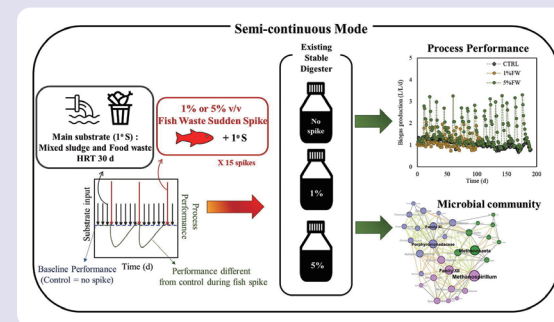 Semi-continuous Mode
Main substrate (1° S) :
Mixed sludge and Food waste
HRT 30 d
1% or 5% v/v
Fish Waste Sudden Spike
+ 1° S
X 15 spikes
Substrate input
Process
Performance
Time (d)
Baseline Performance
(Control = no spike)
Performance different
from control during fish spike
Existing
Stable
Digester
No
spike
1%
5%
Process Performance
Biogas production (L/L/d)
5
4
3
2
1
0
0
50
100
150
200
Time (d)
CTRL
1%FW
5%FW
Microbial community
Porphyromonadaceae
Methanosaeta
Family XII
Methanospirillum